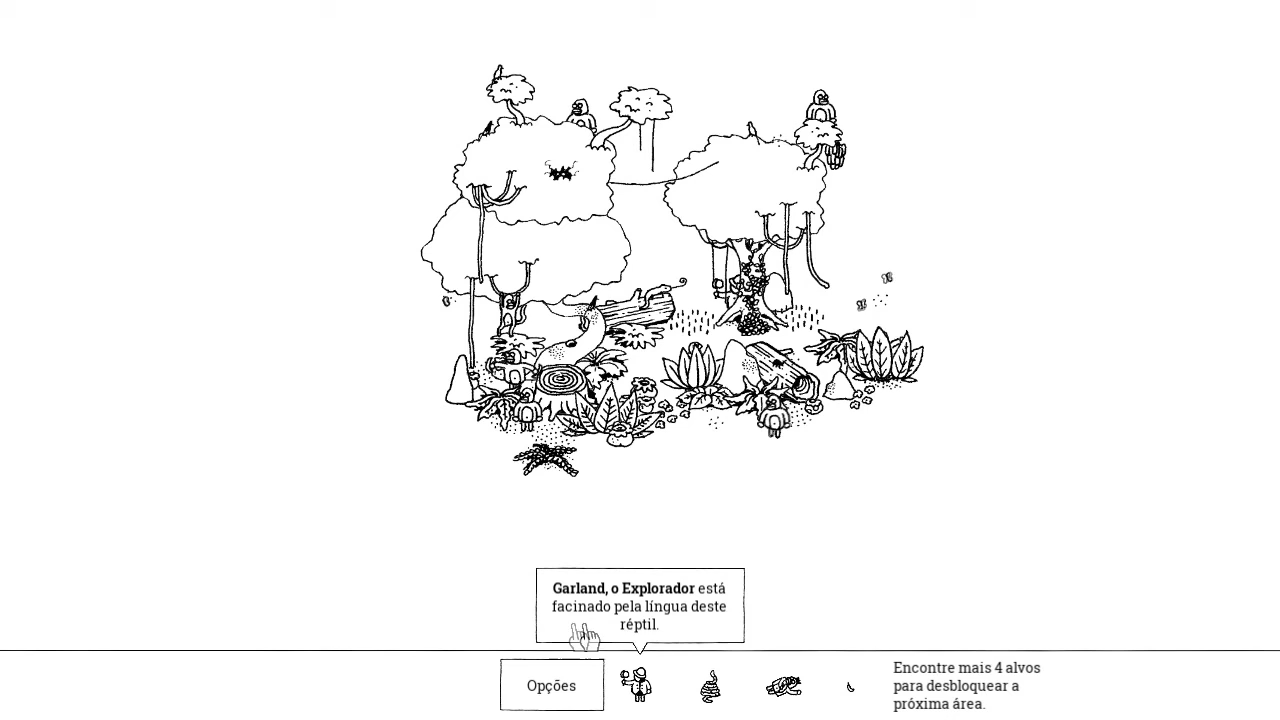 Garland, o Explorador está
facinado pela língua deste
réptil.
Opções
Encontre mais 4 alvos
para desbloquear a
próxima área.